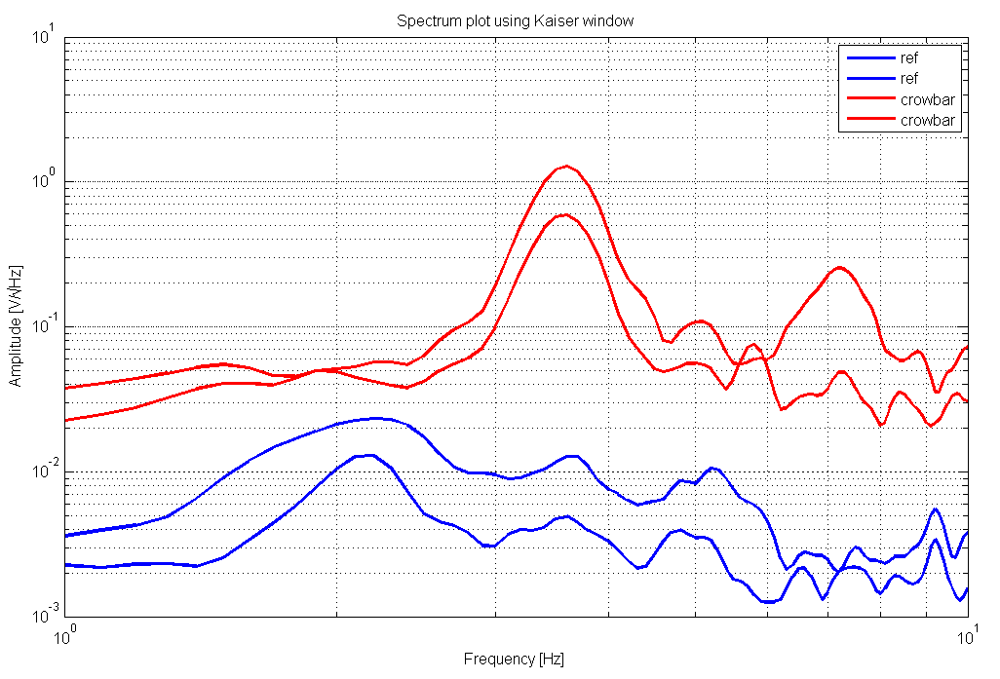 Spectrum plot using Kaiser window
10^1
ref
ref
crowbar
crowbar
10^0
Amplitude [V/√Hz]
10^-1
10^-2
10^-3
10^0
10^1
Frequency [Hz]